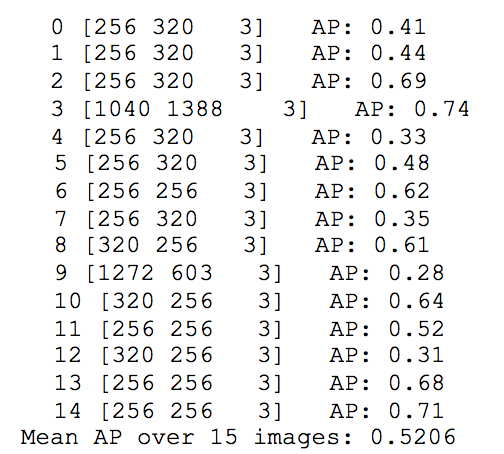 0 [256 320   3]   AP: 0.41
1 [256 320   3]   AP: 0.44
2 [256 320   3]   AP: 0.69
3 [1040 1388    3]   AP: 0.74
4 [256 320   3]   AP: 0.33
5 [256 320   3]   AP: 0.48
6 [256 256   3]   AP: 0.62
7 [256 320   3]   AP: 0.35
8 [320 256   3]   AP: 0.61
9 [1272 603   3]   AP: 0.28
10 [320 256   3]   AP: 0.64
11 [256 256   3]   AP: 0.52
12 [320 256   3]   AP: 0.31
13 [256 256   3]   AP: 0.68
14 [256 256   3]   AP: 0.71
Mean AP over 15 images: 0.5206